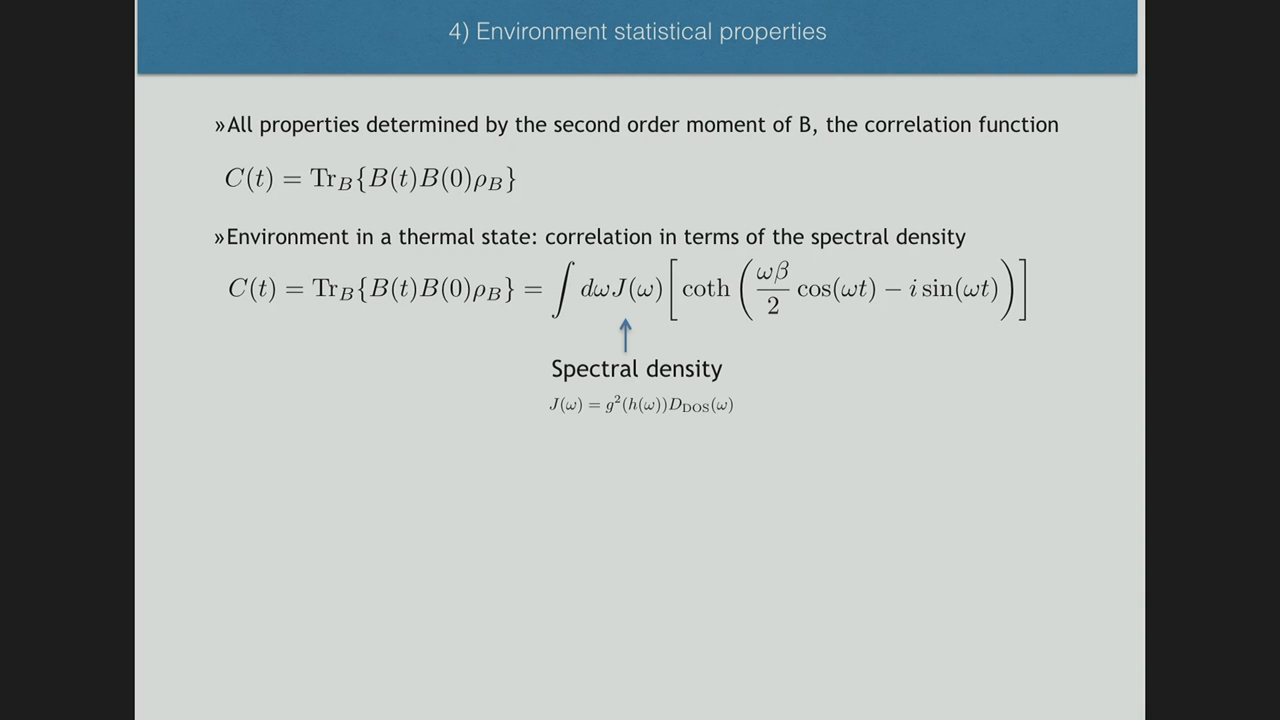 4) Environment statistical properties
»All properties determined by the second order moment of B, the correlation function
C(t) = Tr_B{B(t)B(0)ρ_B}
»Environment in a thermal state: correlation in terms of the spectral density
C(t) = Tr_B{B(t)B(0)ρ_B} = ∫ dωJ(ω)[coth(ωβ/2 cos(ωt) − i sin(ωt))]
Spectral density
J(ω) = g²(h(ω))D_DOS(ω)